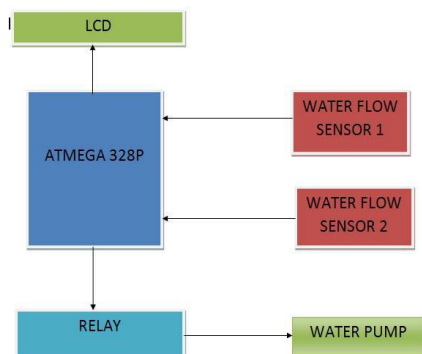 LCD
ATMEGA 328P
WATER FLOW
SENSOR 1
WATER FLOW
SENSOR 2
RELAY
WATER PUMP